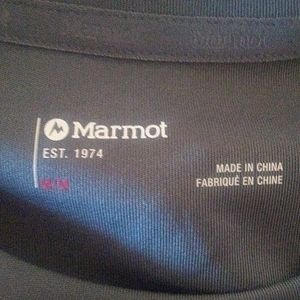 Marmot
EST. 1974
MADE IN CHINA
FABRIQUÉ EN CHINE